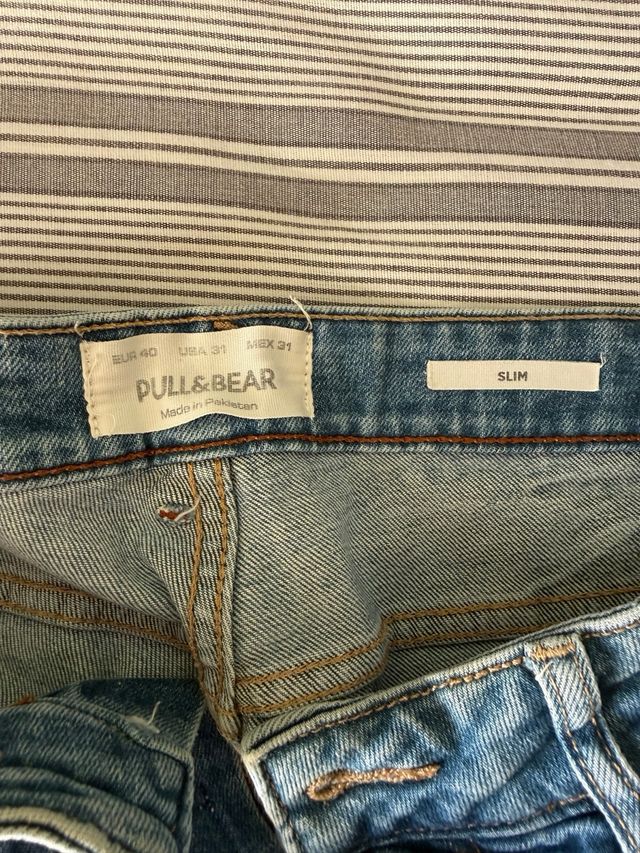 EUR 40 USA 31 MEX 31
PULL&BEAR
Made in Pakistan
SLIM